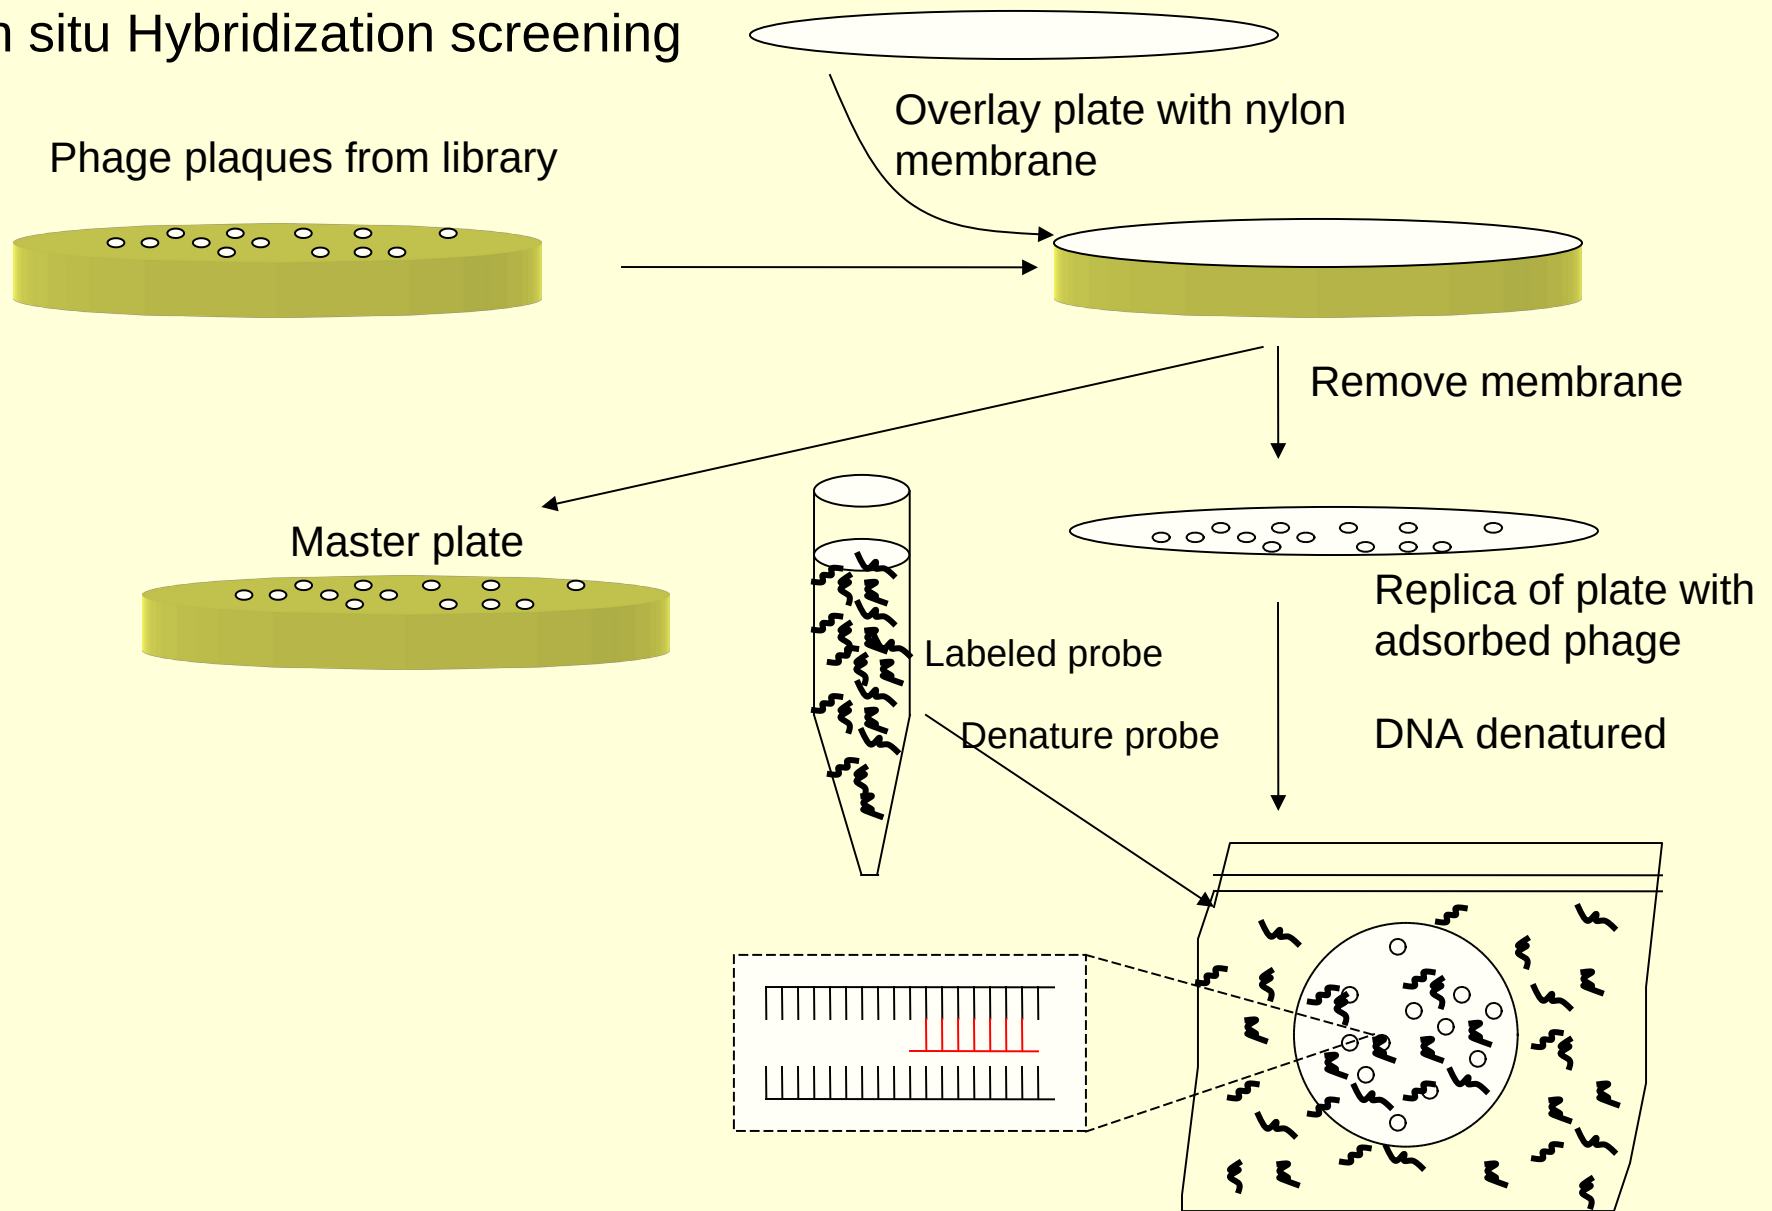 n situ Hybridization screening
Overlay plate with nylon
membrane
Phage plaques from library
Remove membrane
Master plate
Replica of plate with
adsorbed phage
Labeled probe
Denature probe
DNA denatured